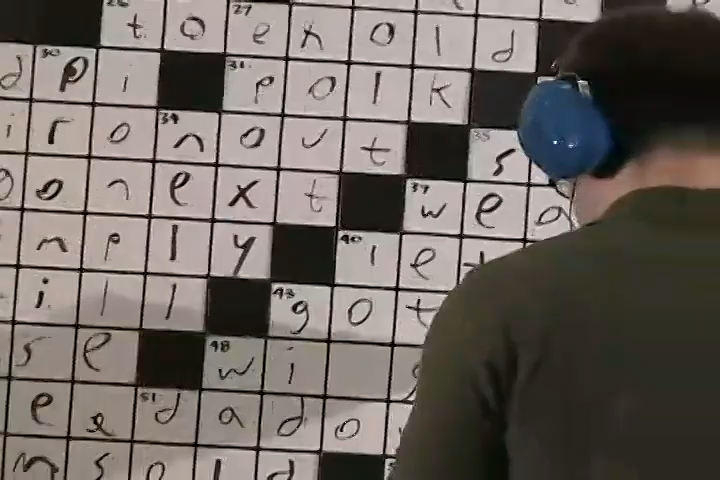 26 27
t o e n o l d
d 30 p i 31 p o l k
i r o 34 n o u t 35 s
o n e x t 37 w e
m p l y 40 l e t
i l l 43 g o t
s e 48 w i
e 51 d a d o
m s o l d